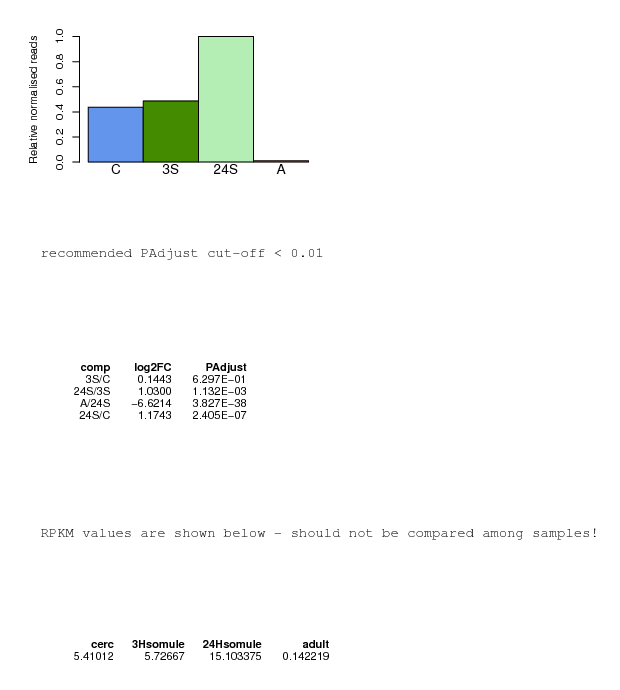 Relative normalised reads
1.0
0.8
0.6
0.4
0.2
0.0
C 3S 24S A
recommended PAdjust cut-off < 0.01
comp log2FC PAdjust
3S/C 0.1443 6.297E-01
24S/3S 1.0300 1.132E-03
A/24S -6.6214 3.827E-38
24S/C 1.1743 2.405E-07
RPKM values are shown below - should not be compared among samples!
cerc 3Hsomule 24Hsomule adult
5.41012 5.72667 15.103375 0.142219